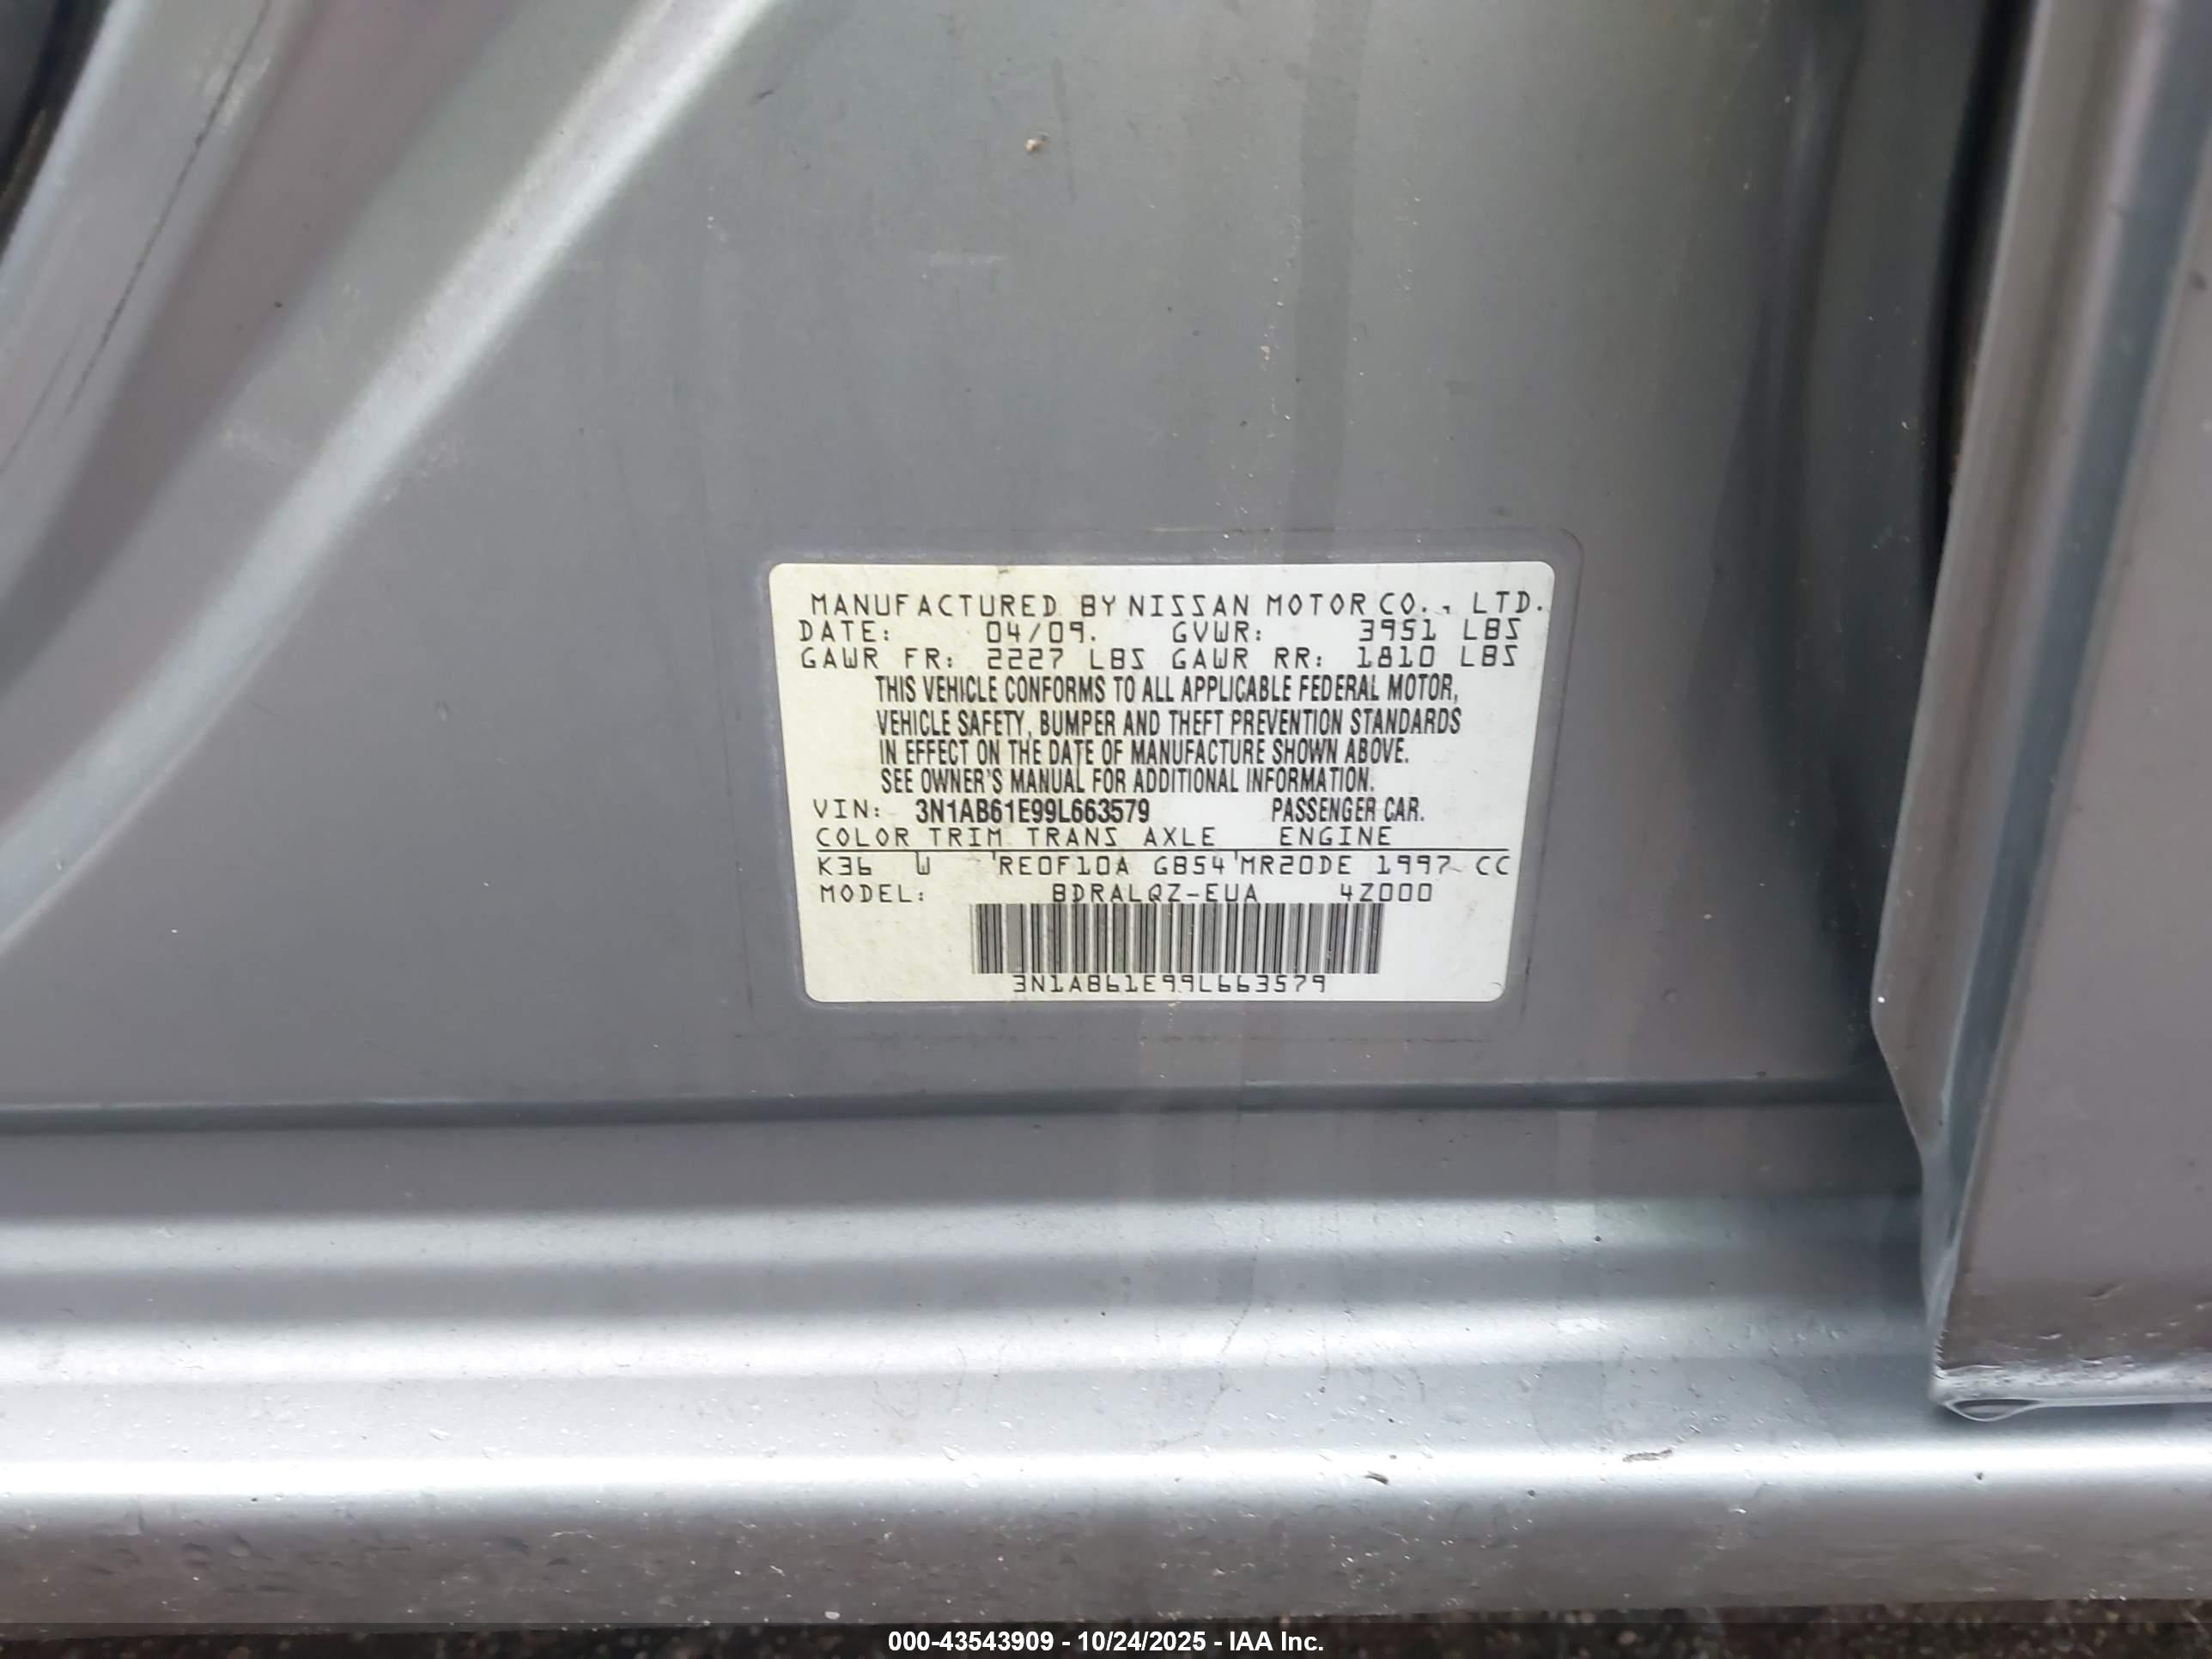 MANUFACTURED BY NISSAN MOTOR CO., LTD.
DATE: 04/09. GVWR: 3951 LBS
GAWR FR: 2227 LBS GAWR RR: 1810 LBS
THIS VEHICLE CONFORMS TO ALL APPLICABLE FEDERAL MOTOR,
VEHICLE SAFETY, BUMPER AND THEFT PREVENTION STANDARDS
IN EFFECT ON THE DATE OF MANUFACTURE SHOWN ABOVE.
SEE OWNER'S MANUAL FOR ADDITIONAL INFORMATION.
VIN: 3N1AB61E99L663579 PASSENGER CAR.
COLOR TRIM TRANS AXLE ENGINE
K36 W 'RE0F10A GB54'MR20DE 1997 CC
MODEL: BDRALQZ-EUA 4Z000
3N1AB61E99L663579
000-43543909 - 10/24/2025 - IAA Inc.